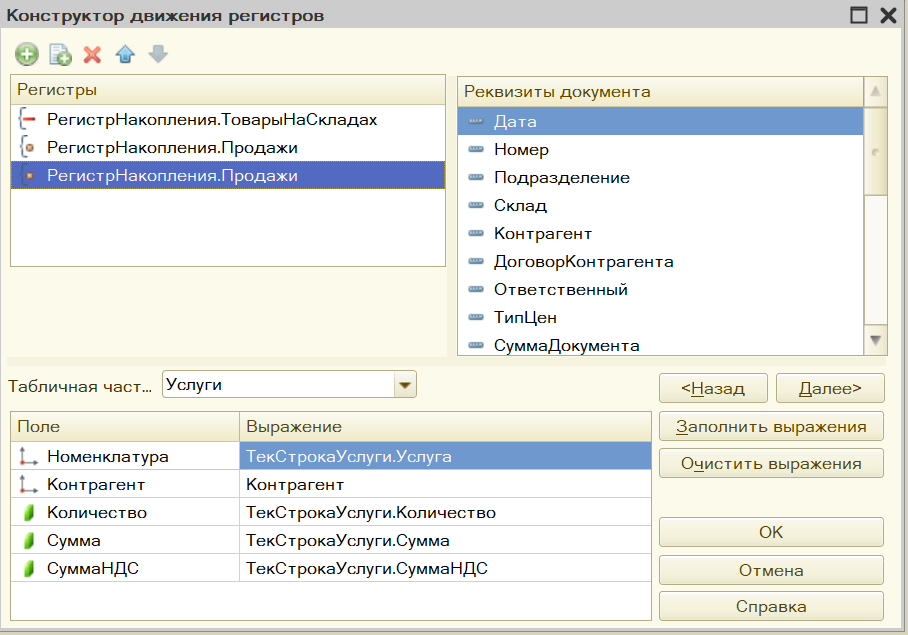 Конструктор движения регистров
Регистры
РегистрНакопления.ТоварыНаСкладах
РегистрНакопления.Продажи
РегистрНакопления.Продажи
Реквизиты документа
Дата
Номер
Подразделение
Склад
Контрагент
ДоговорКонтрагента
Ответственный
ТипЦен
СуммаДокумента
Табличная част... Услуги
<Назад Далее>
Заполнить выражения
Очистить выражения
OK
Отмена
Справка
Поле Выражение
Номенклатура ТекСтрокаУслуги.Услуга
Контрагент Контрагент
Количество ТекСтрокаУслуги.Количество
Сумма ТекСтрокаУслуги.Сумма
СуммаНДС ТекСтрокаУслуги.СуммаНДС